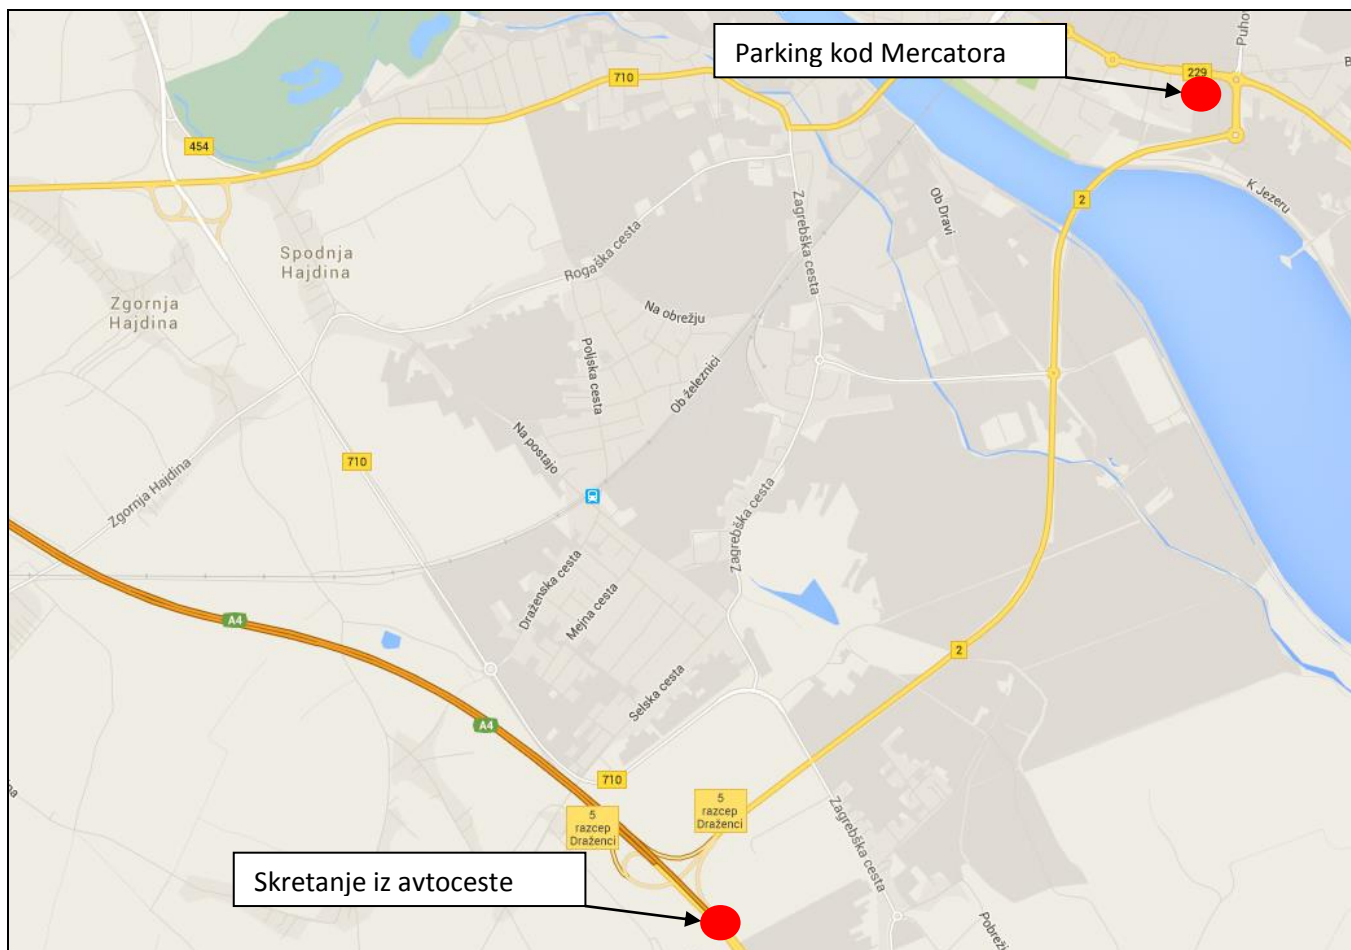 Parking kod Mercatora
Puho
B
229
710
454
2
K Jezeru
Ob Dravi
Zagrebška cesta
Rogaška cesta
Spodnja
Hajdina
Zgornja
Hajdina
Na obrežju
Poljska cesta
Ob železnici
Na postajo
710
Zgornja Hajdina
Zagrebška cesta
Draženska cesta
Mejna cesta
A4
2
Selska cesta
A4
710
5
razcep
Draženci
5
razcep
Draženci
Zagrebška cesta
Skretanje iz avtoceste
Pobrežj